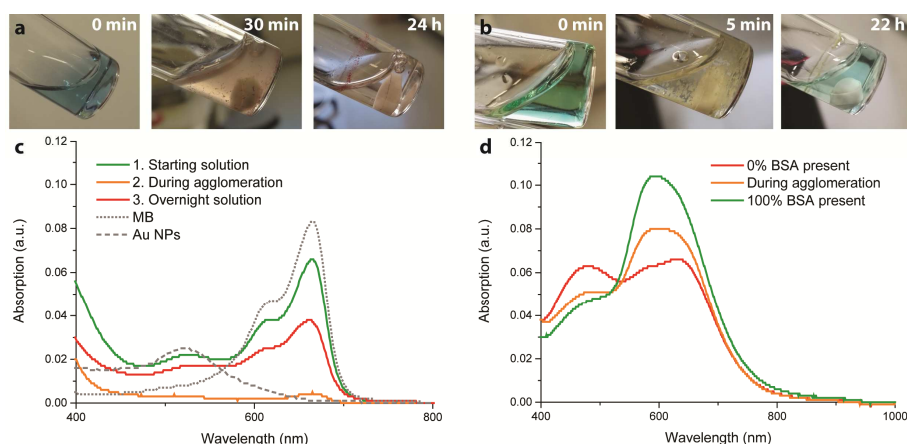 a 0 min 30 min 24 h
b 0 min 5 min 22 h
c
0.12
0.10
0.08
0.06
0.04
0.02
0.00
Absorption (a.u.)
1. Starting solution
2. During agglomeration
3. Overnight solution
MB
Au NPs
400 600 800
Wavelength (nm)
d
0.12
0.10
0.08
0.06
0.04
0.02
0.00
Absorption (a.u.)
0% BSA present
During agglomeration
100% BSA present
400 600 800 1000
Wavelength (nm)